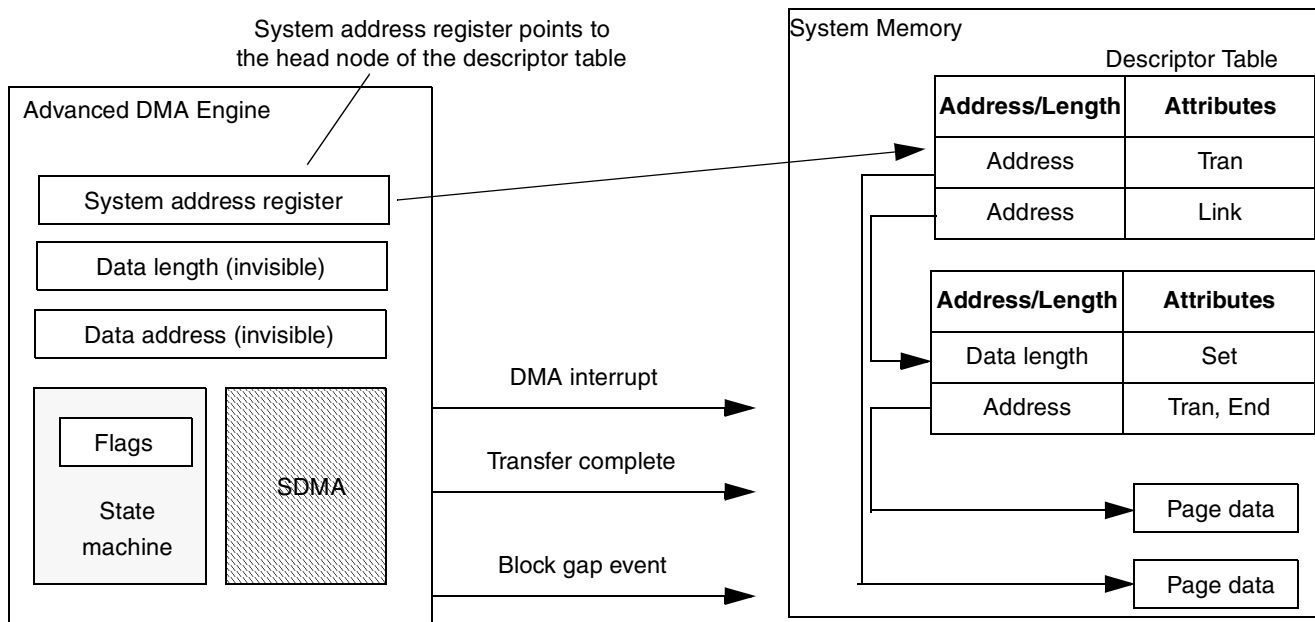 System address register points to
the head node of the descriptor table
Advanced DMA Engine
System address register
Data length (invisible)
Data address (invisible)
Flags
State
machine
SDMA
DMA interrupt
Transfer complete
Block gap event
System Memory
Descriptor Table
Address/Length Attributes
Address Tran
Address Link
Address/Length Attributes
Data length Set
Address Tran, End
Page data
Page data